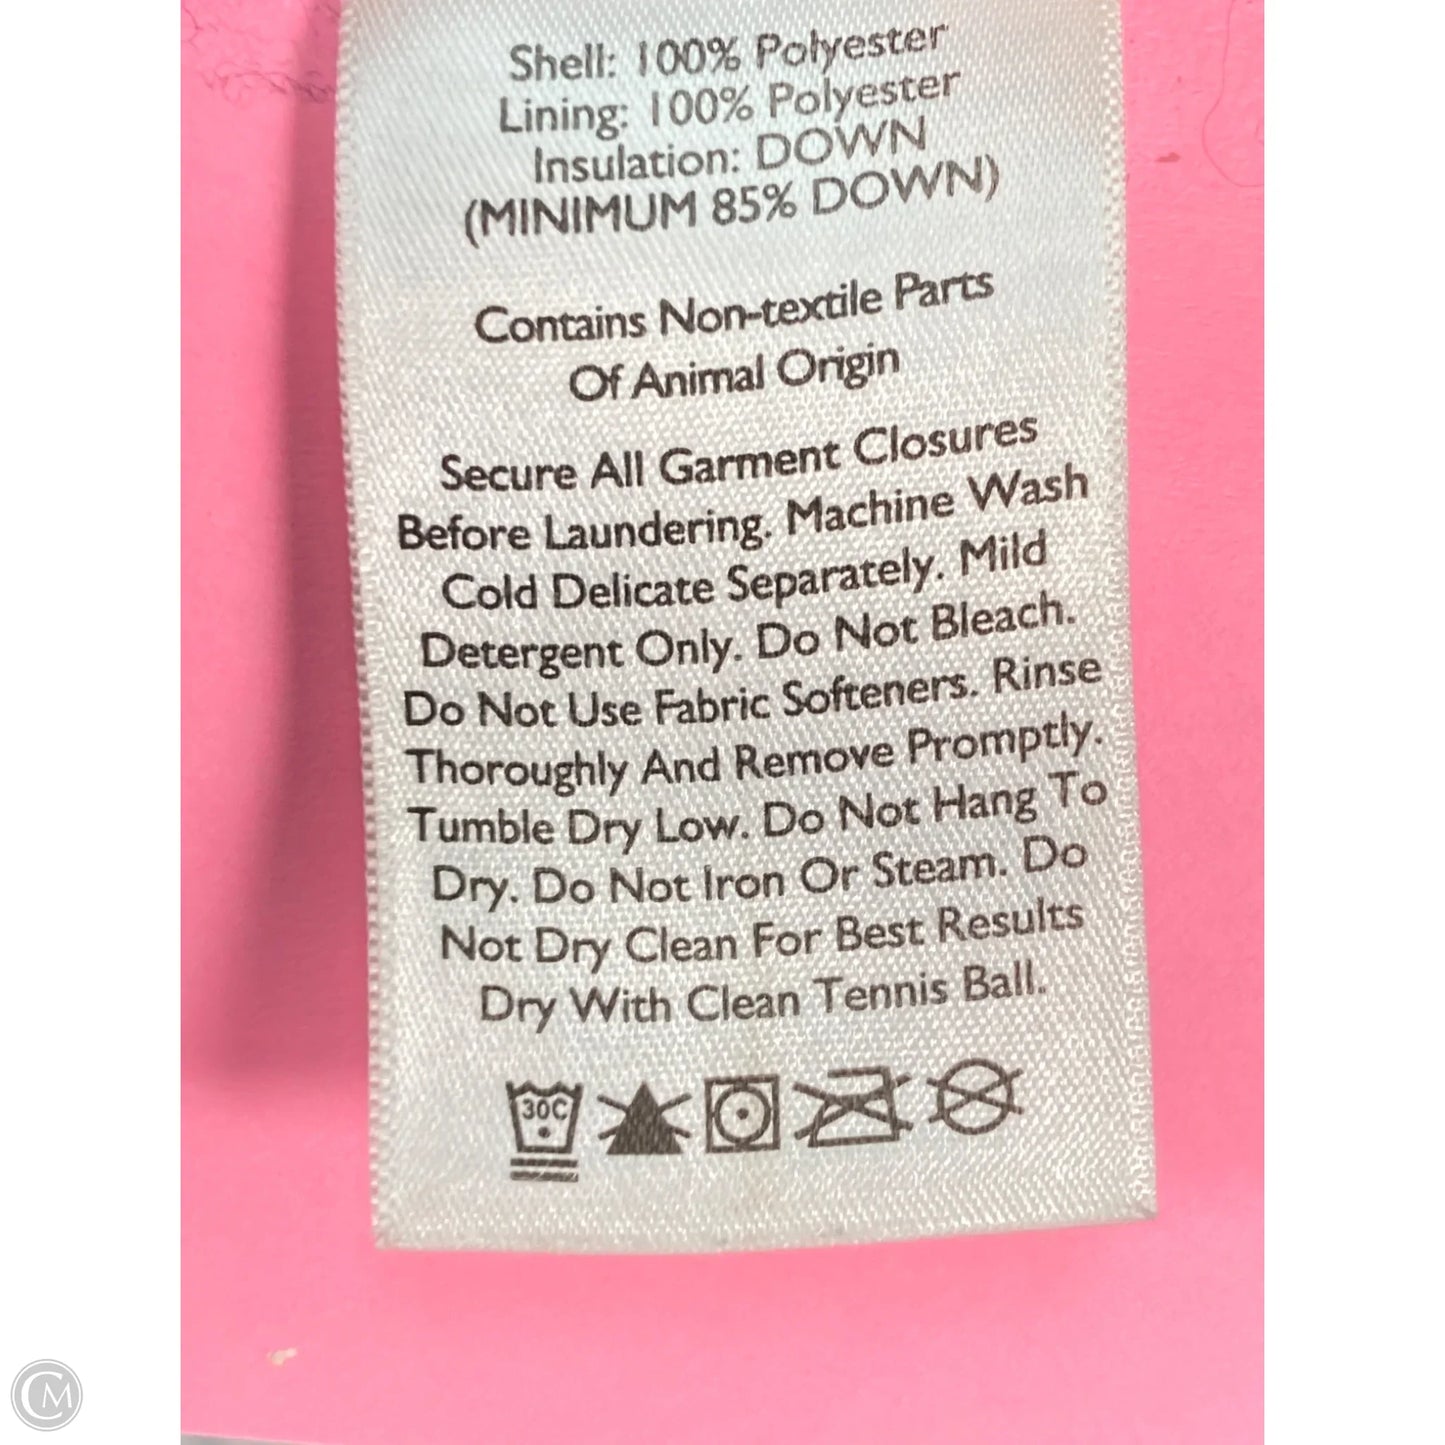 Shell: 100% Polyester
Lining: 100% Polyester
Insulation: DOWN
(MINIMUM 85% DOWN)
Contains Non-textile Parts
Of Animal Origin
Secure All Garment Closures
Before Laundering. Machine Wash
Cold Delicate Separately. Mild
Detergent Only. Do Not Bleach.
Do Not Use Fabric Softeners. Rinse
Thoroughly And Remove Promptly.
Tumble Dry Low. Do Not Hang To
Dry. Do Not Iron Or Steam. Do
Not Dry Clean For Best Results
Dry With Clean Tennis Ball.
30C
CM